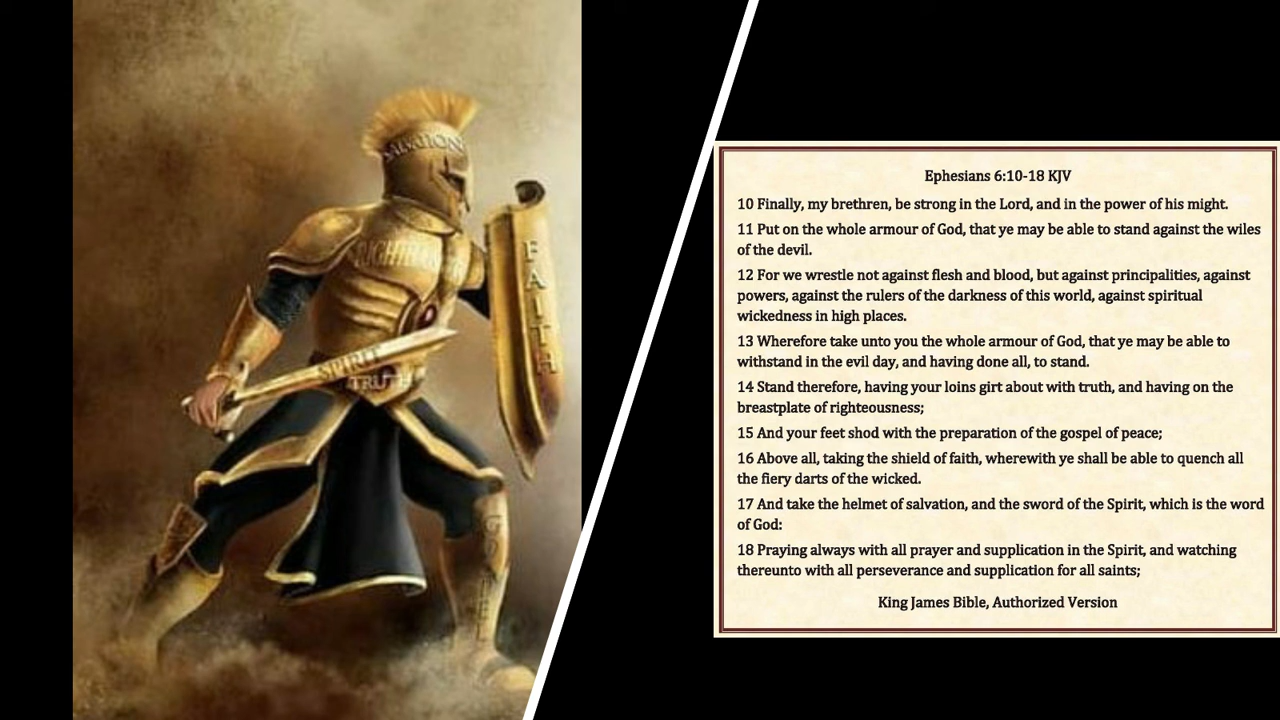 SALVATION
RIGHTEOUS
FAITH
SPIRIT
TRUTH
GOSPEL
Ephesians 6:10-18 KJV
10 Finally, my brethren, be strong in the Lord, and in the power of his might.
11 Put on the whole armour of God, that ye may be able to stand against the wiles
of the devil.
12 For we wrestle not against flesh and blood, but against principalities, against
powers, against the rulers of the darkness of this world, against spiritual
wickedness in high places.
13 Wherefore take unto you the whole armour of God, that ye may be able to
withstand in the evil day, and having done all, to stand.
14 Stand therefore, having your loins girt about with truth, and having on the
breastplate of righteousness;
15 And your feet shod with the preparation of the gospel of peace;
16 Above all, taking the shield of faith, wherewith ye shall be able to quench all
the fiery darts of the wicked.
17 And take the helmet of salvation, and the sword of the Spirit, which is the word
of God:
18 Praying always with all prayer and supplication in the Spirit, and watching
thereunto with all perseverance and supplication for all saints;
King James Bible, Authorized Version